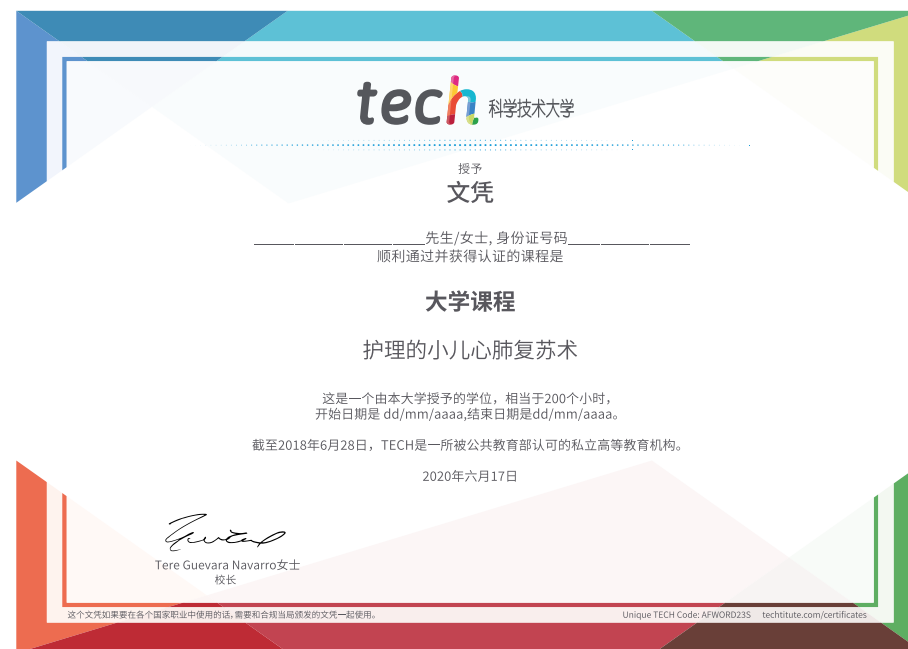 tech 科学技术大学
授予
文凭
先生/女士, 身份证号码
顺利通过并获得认证的课程是
大学课程
护理的小儿心肺复苏术
这是一个由本大学授予的学位，相当于200个小时，
开始日期是 dd/mm/aaaa,结束日期是dd/mm/aaaa。
截至2018年6月28日，TECH是一所被公共教育部认可的私立高等教育机构。
2020年六月17日
Tere Guevara Navarro女士
校长
这个文凭如果要在各个国家职业中使用的话,需要和合规当局颁发的文凭一起使用。
Unique TECH Code: AFWORD23S techtitute.com/certificates